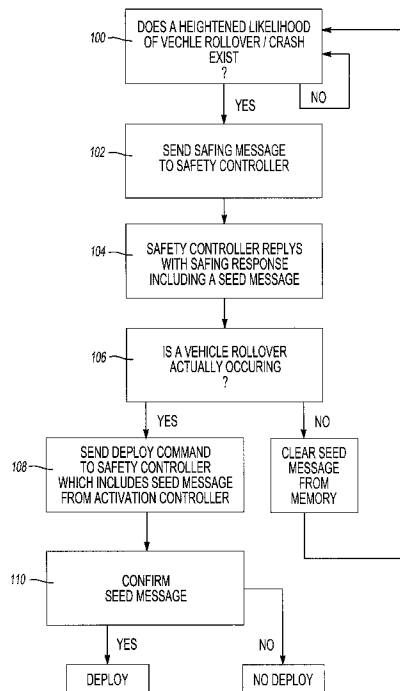 100
DOES A HEIGHTENED LIKELIHOOD
OF VECHLE ROLLOVER / CRASH
EXIST
?
YES
NO
102
SEND SAFING MESSAGE
TO SAFETY CONTROLLER
104
SAFETY CONTROLLER REPLYS
WITH SAFING RESPONSE
INCLUDING A SEED MESSAGE
106
IS A VEHICLE ROLLOVER
ACTUALLY OCCURING
?
YES
NO
108
SEND DEPLOY COMMAND
TO SAFETY CONTROLLER
WHICH INCLUDES SEED MESSAGE
FROM ACTIVATION CONTROLLER
CLEAR SEED
MESSAGE
FROM
MEMORY
110
CONFIRM
SEED MESSAGE
YES
NO
DEPLOY
NO DEPLOY